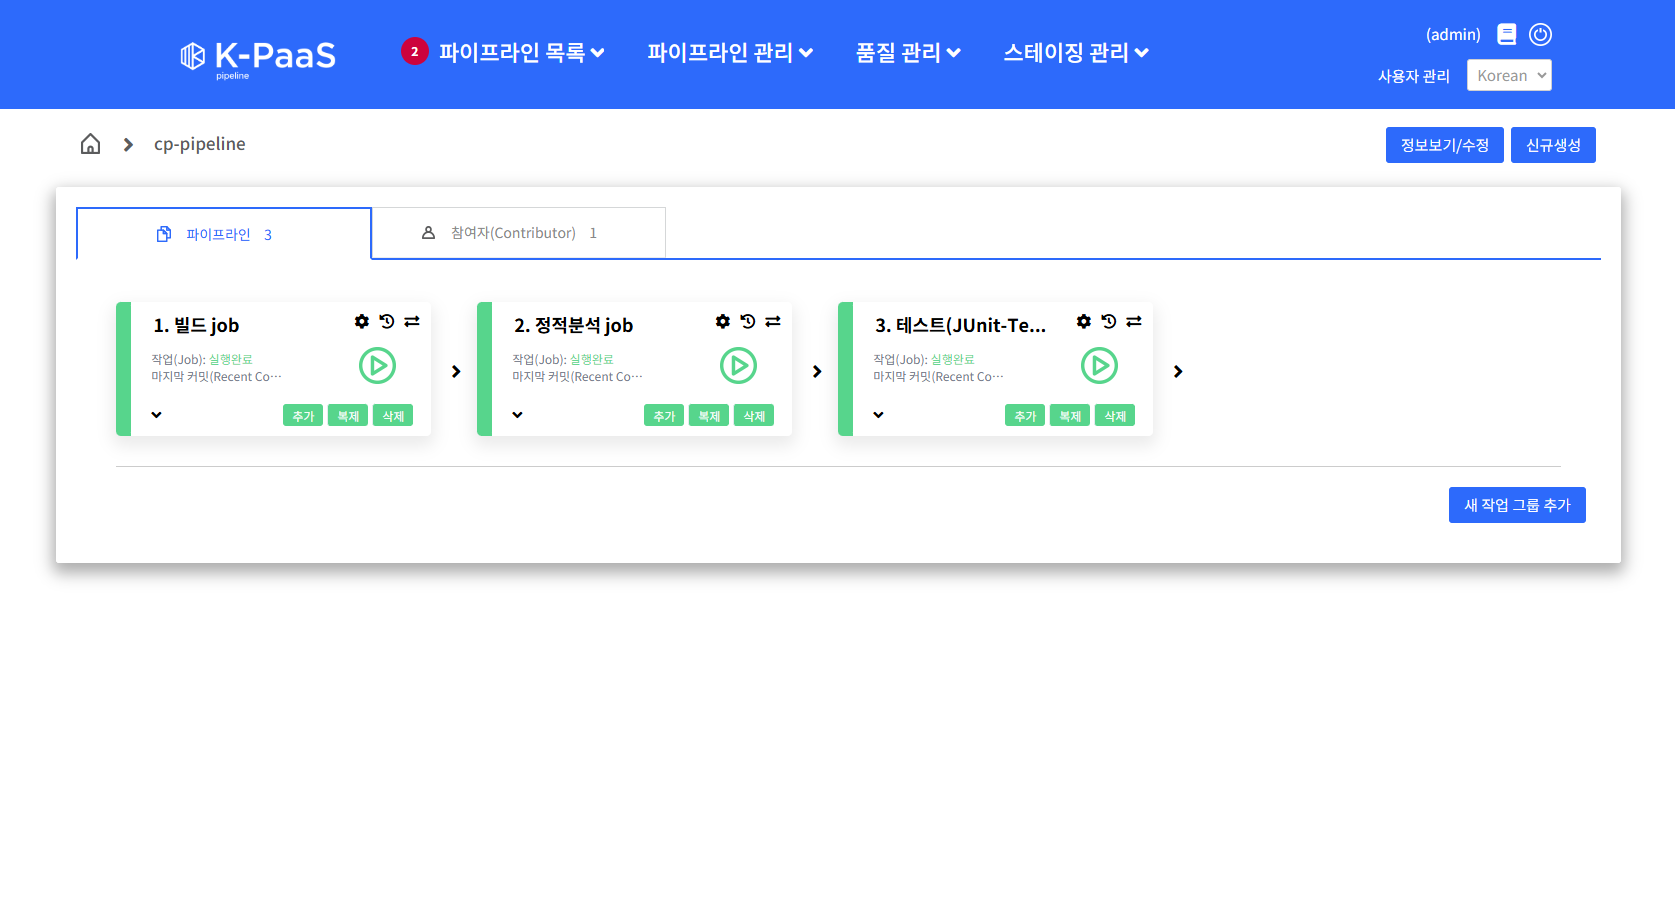 K-PaaS
pipeline
2 파이프라인 목록 파이프라인 관리 품질 관리 스테이징 관리
(admin)
사용자 관리 Korean
cp-pipeline
정보보기/수정 신규생성
파이프라인 3 참여자(Contributor) 1
1. 빌드 job
작업(Job): 실행완료
마지막 커밋(Recent Co…
추가 복제 삭제
2. 정적분석 job
작업(Job): 실행완료
마지막 커밋(Recent Co…
추가 복제 삭제
3. 테스트(JUnit-Te...
작업(Job): 실행완료
마지막 커밋(Recent Co…
추가 복제 삭제
새 작업 그룹 추가